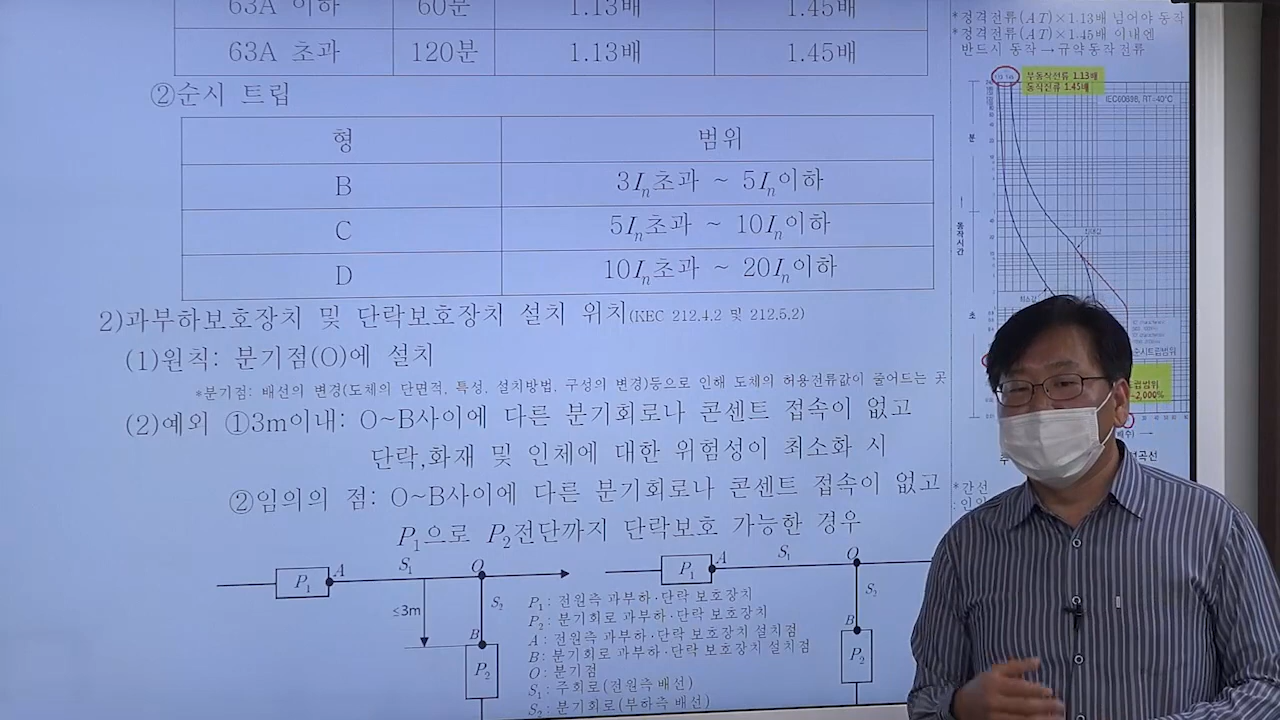 63A 이하 60분 1.13배 1.45배
63A 초과 120분 1.13배 1.45배
②순시 트립
형 범위
B 3Iₙ초과 ~ 5Iₙ이하
C 5Iₙ초과 ~ 10Iₙ이하
D 10Iₙ초과 ~ 20Iₙ이하
2)과부하보호장치 및 단락보호장치 설치 위치(KEC 212.4.2 및 212.5.2)
(1)원칙: 분기점(O)에 설치
*분기점: 배선의 변경(도체의 단면적, 특성, 설치방법, 구성의 변경)등으로 인해 도체의 허용전류값이 줄어드는 곳
(2)예외 ①3m이내: O~B사이에 다른 분기회로나 콘센트 접속이 없고
단락,화재 및 인체에 대한 위험성이 최소화 시
②임의의 점: O~B사이에 다른 분기회로나 콘센트 접속이 없고
P₁으로 P₂전단까지 단락보호 가능한 경우
P₁ A S₁ O
S₂
≤3m
B
P₂
P₁: 전원측 과부하·단락 보호장치
P₂: 분기회로 과부하·단락 보호장치
A: 전원측 과부하·단락 보호장치 설치점
B: 분기회로 과부하·단락 보호장치 설치점
O: 분기점
S₁: 주회로(전원측 배선)
S₂: 분기회로(부하측 배선)
P₁ A S₁ O
S₂
B
P₂
*정격전류(AT)×1.13배 넘어야 동작
*정격전류(AT)×1.45배 이내엔
반드시 동작→규약동작전류
부동작전류 1.13배
동작전류 1.45배
IEC60898, RT=40°C
분
동작시간
초
*간선